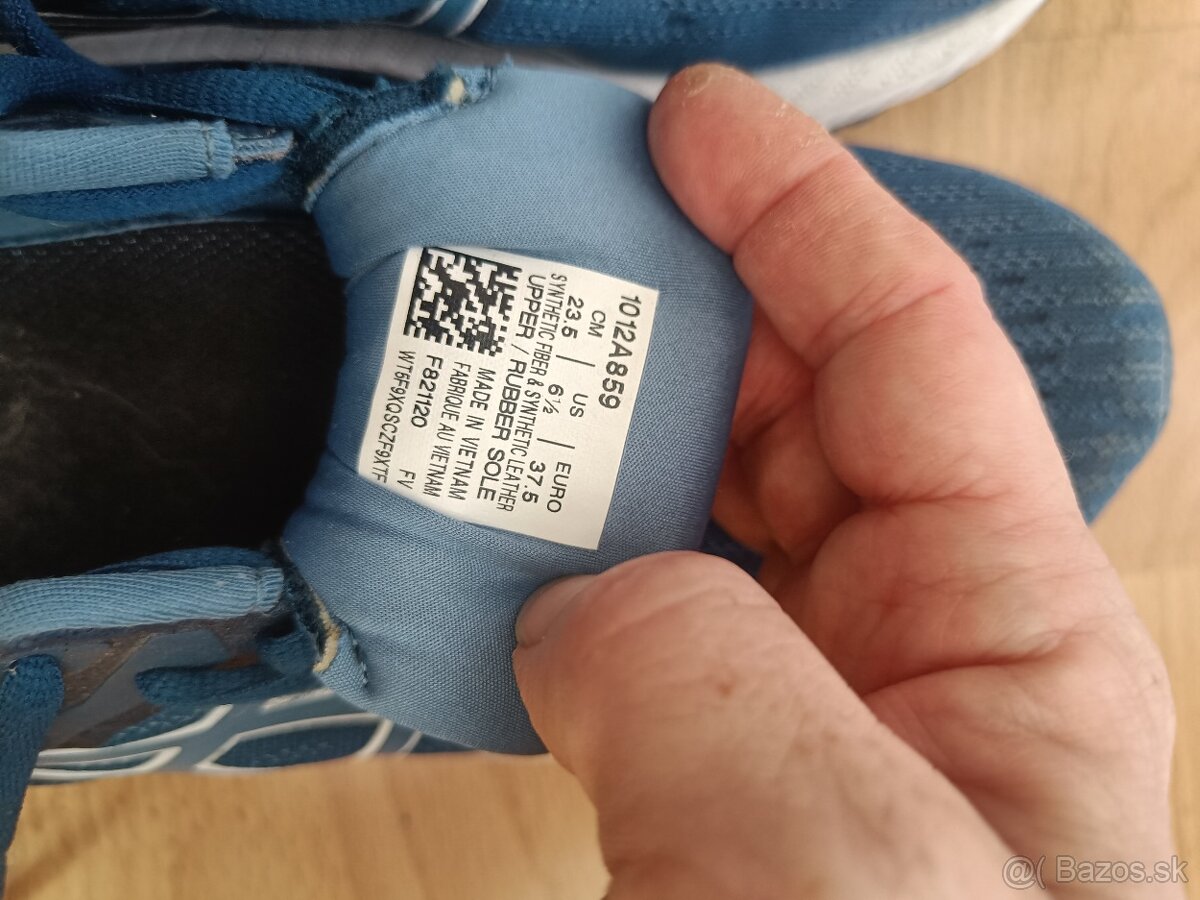 1012A859
CM | US | EURO
23.5 | 6½ | 37.5
SYNTHETIC FIBER & SYNTHETIC LEATHER
UPPER / RUBBER SOLE
MADE IN VIETNAM
FABRIQUE AU VIETNAM
F821120 FV
WT6F9XQSCZF9XTF
@( Bazos.sk